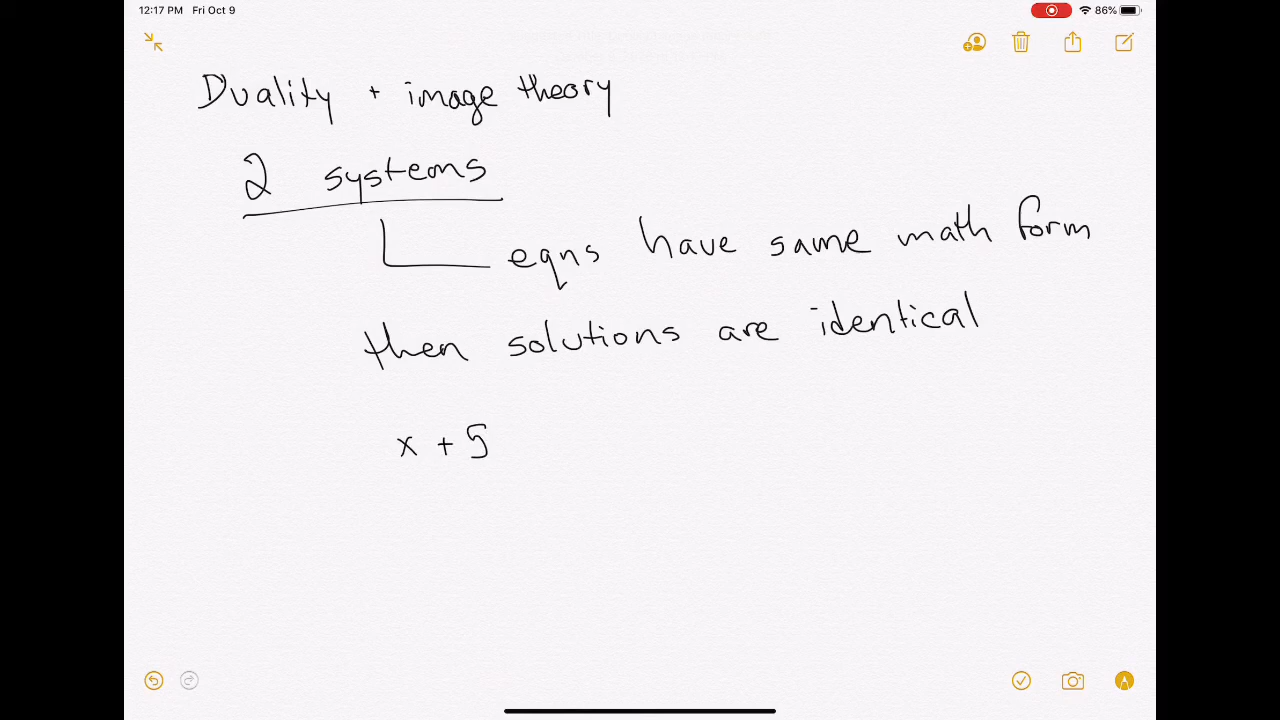 12:17 PM Fri Oct 9
86%
Duality + image theory
2 systems
eqns have same math form
then solutions are identical
x + 5